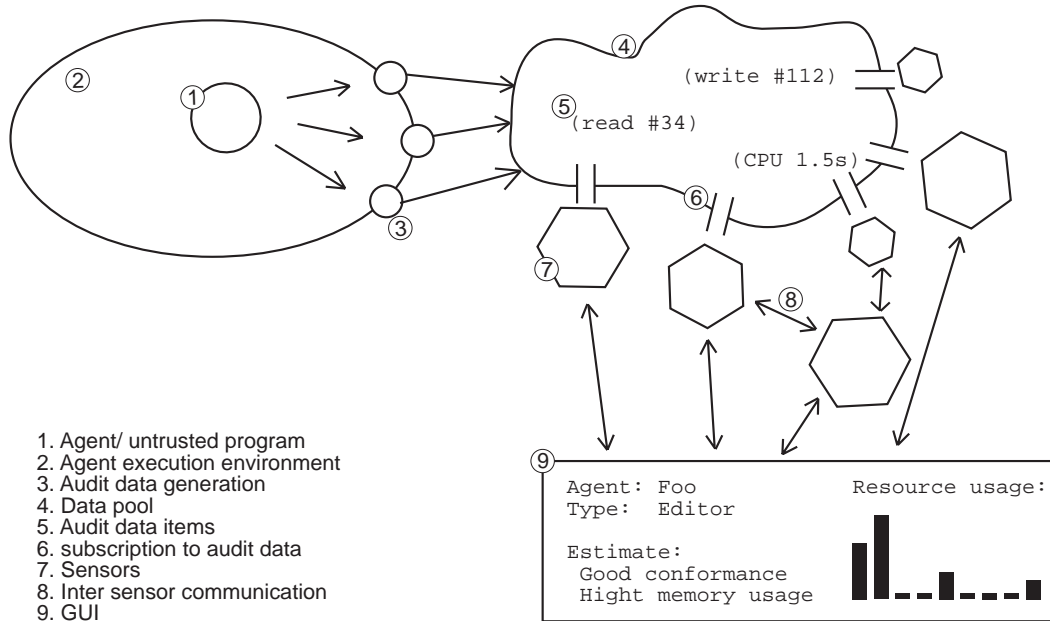 2
1
3
4
(write #112)
5
(read #34)
(CPU 1.5s)
6
7
8
1. Agent/ untrusted program
2. Agent execution environment
3. Audit data generation
4. Data pool
5. Audit data items
6. subscription to audit data
7. Sensors
8. Inter sensor communication
9. GUI
9
Agent: Foo
Type: Editor
Estimate:
Good conformance
Hight memory usage
Resource usage: